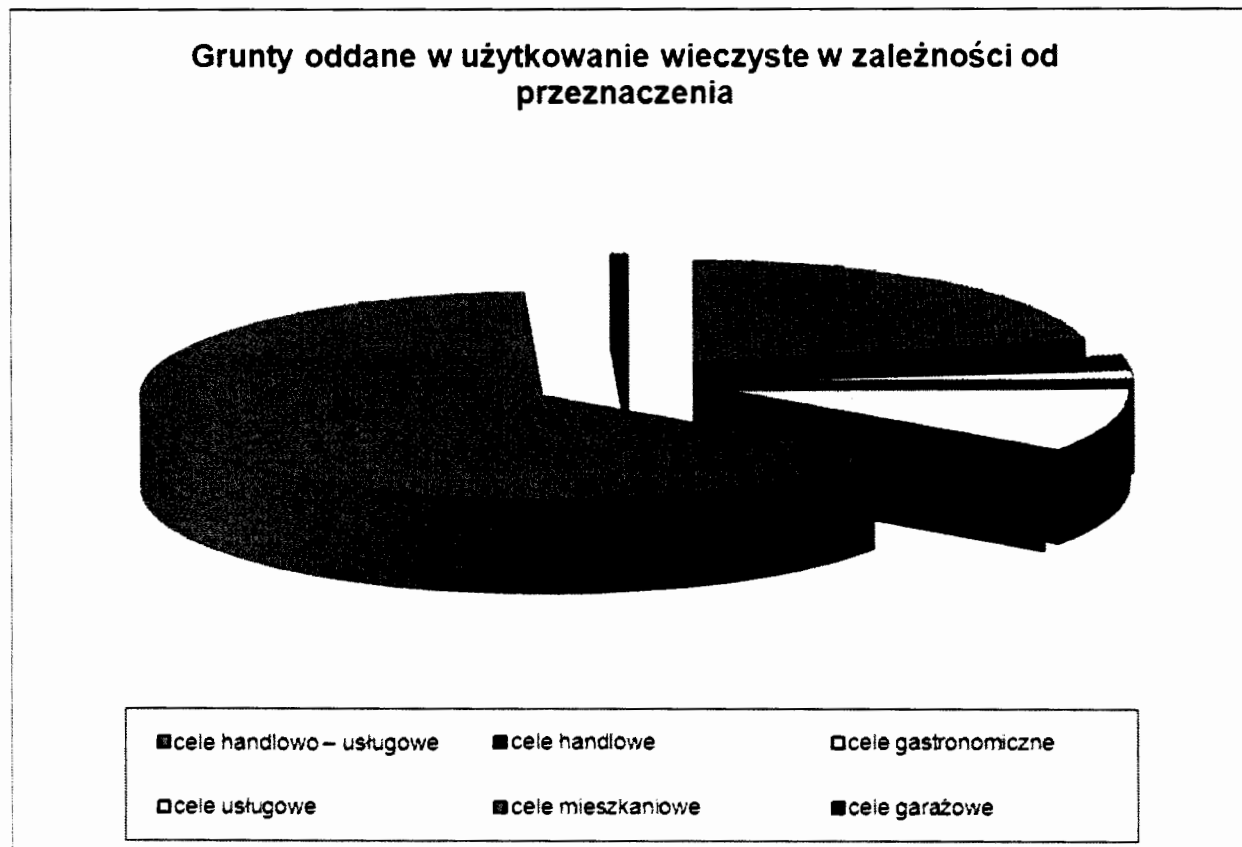 Grunty oddane w użytkowanie wieczyste w zależności od
przeznaczenia
cele handlowo – usługowe
cele handlowe
cele gastronomiczne
cele usługowe
cele mieszkaniowe
cele garażowe